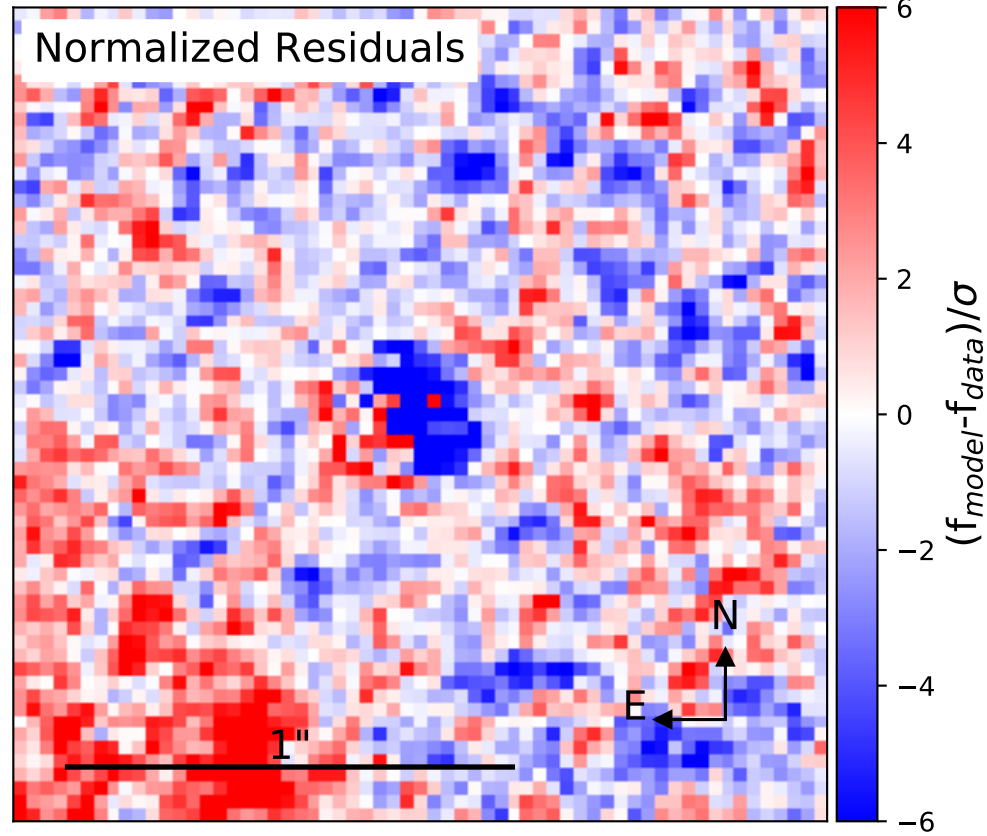 Normalized Residuals
6
4
2
0
−2
−4
−6
(f_model-f_data)/σ
N
E
1"